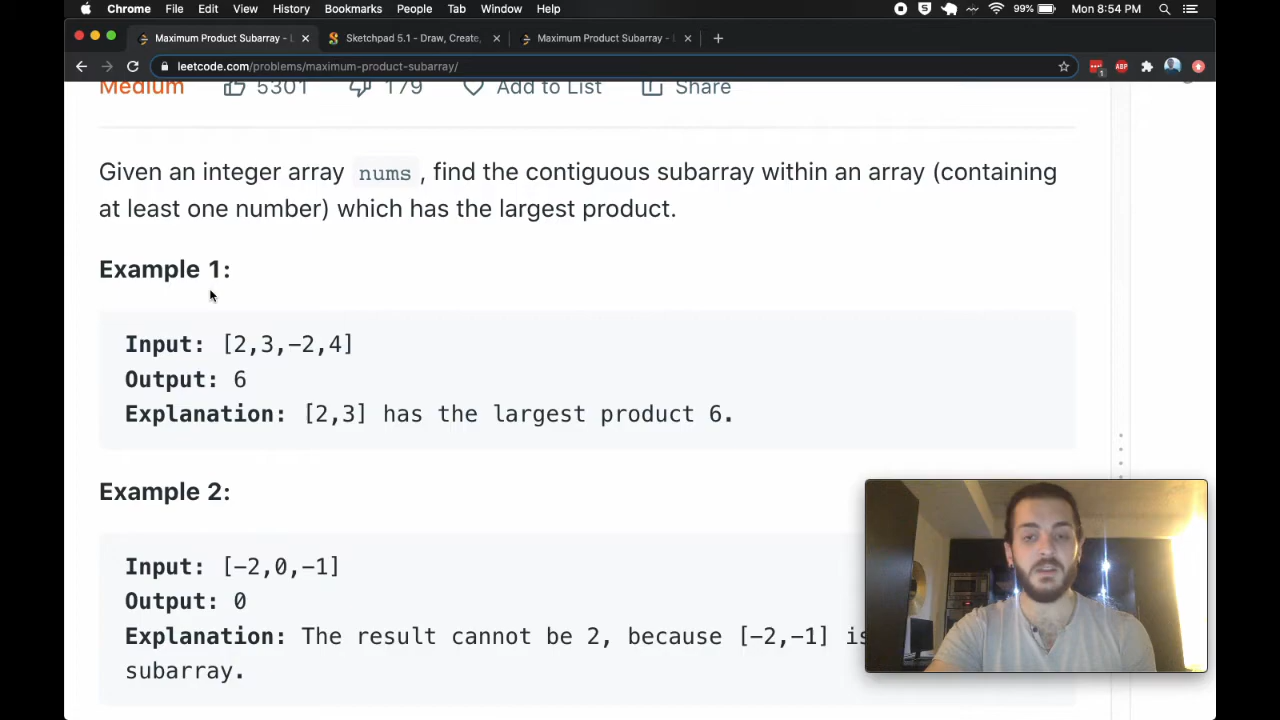 Chrome File Edit View History Bookmarks People Tab Window Help 99% Mon 8:54 PM
Maximum Product Subarray - Sketchpad 5.1 - Draw, Create, Maximum Product Subarray -
leetcode.com/problems/maximum-product-subarray/
Medium 5301 179 Add to List Share
Given an integer array nums , find the contiguous subarray within an array (containing
at least one number) which has the largest product.
Example 1:
Input: [2,3,-2,4]
Output: 6
Explanation: [2,3] has the largest product 6.
Example 2:
Input: [-2,0,-1]
Output: 0
Explanation: The result cannot be 2, because [-2,-1] is
subarray.